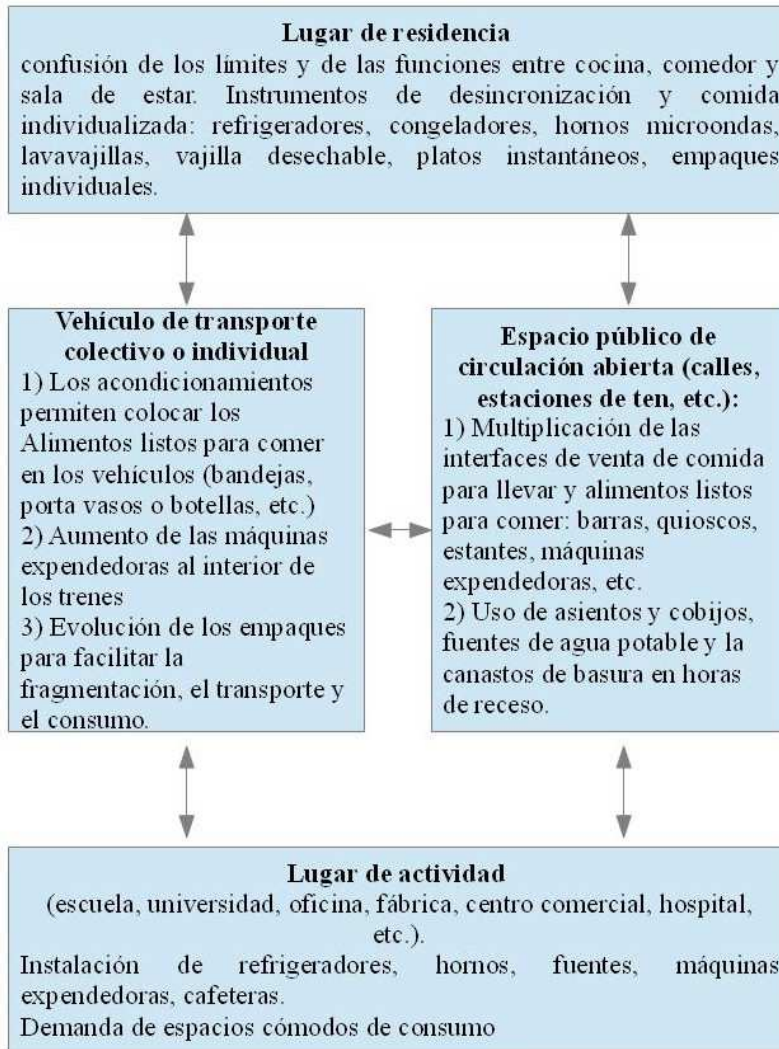 Lugar de residencia
confusión de los límites y de las funciones entre cocina, comedor y
sala de estar. Instrumentos de desincronización y comida
individualizada: refrigeradores, congeladores, hornos microondas,
lavavajillas, vajilla desechable, platos instantáneos, empaques
individuales.
Vehículo de transporte
colectivo o individual
1) Los acondicionamientos
permiten colocar los
Alimentos listos para comer
en los vehículos (bandejas,
porta vasos o botellas, etc.)
2) Aumento de las máquinas
expendedoras al interior de
los trenes
3) Evolución de los empaques
para facilitar la
fragmentación, el transporte y
el consumo.
Espacio público de
circulación abierta (calles,
estaciones de ten, etc.):
1) Multiplicación de las
interfaces de venta de comida
para llevar y alimentos listos
para comer: barras, quioscos,
estantes, máquinas
expendedoras, etc.
2) Uso de asientos y cobijos,
fuentes de agua potable y la
canastos de basura en horas
de receso.
Lugar de actividad
(escuela, universidad, oficina, fábrica, centro comercial, hospital,
etc.).
Instalación de refrigeradores, hornos, fuentes, máquinas
expendedoras, cafeteras.
Demanda de espacios cómodos de consumo